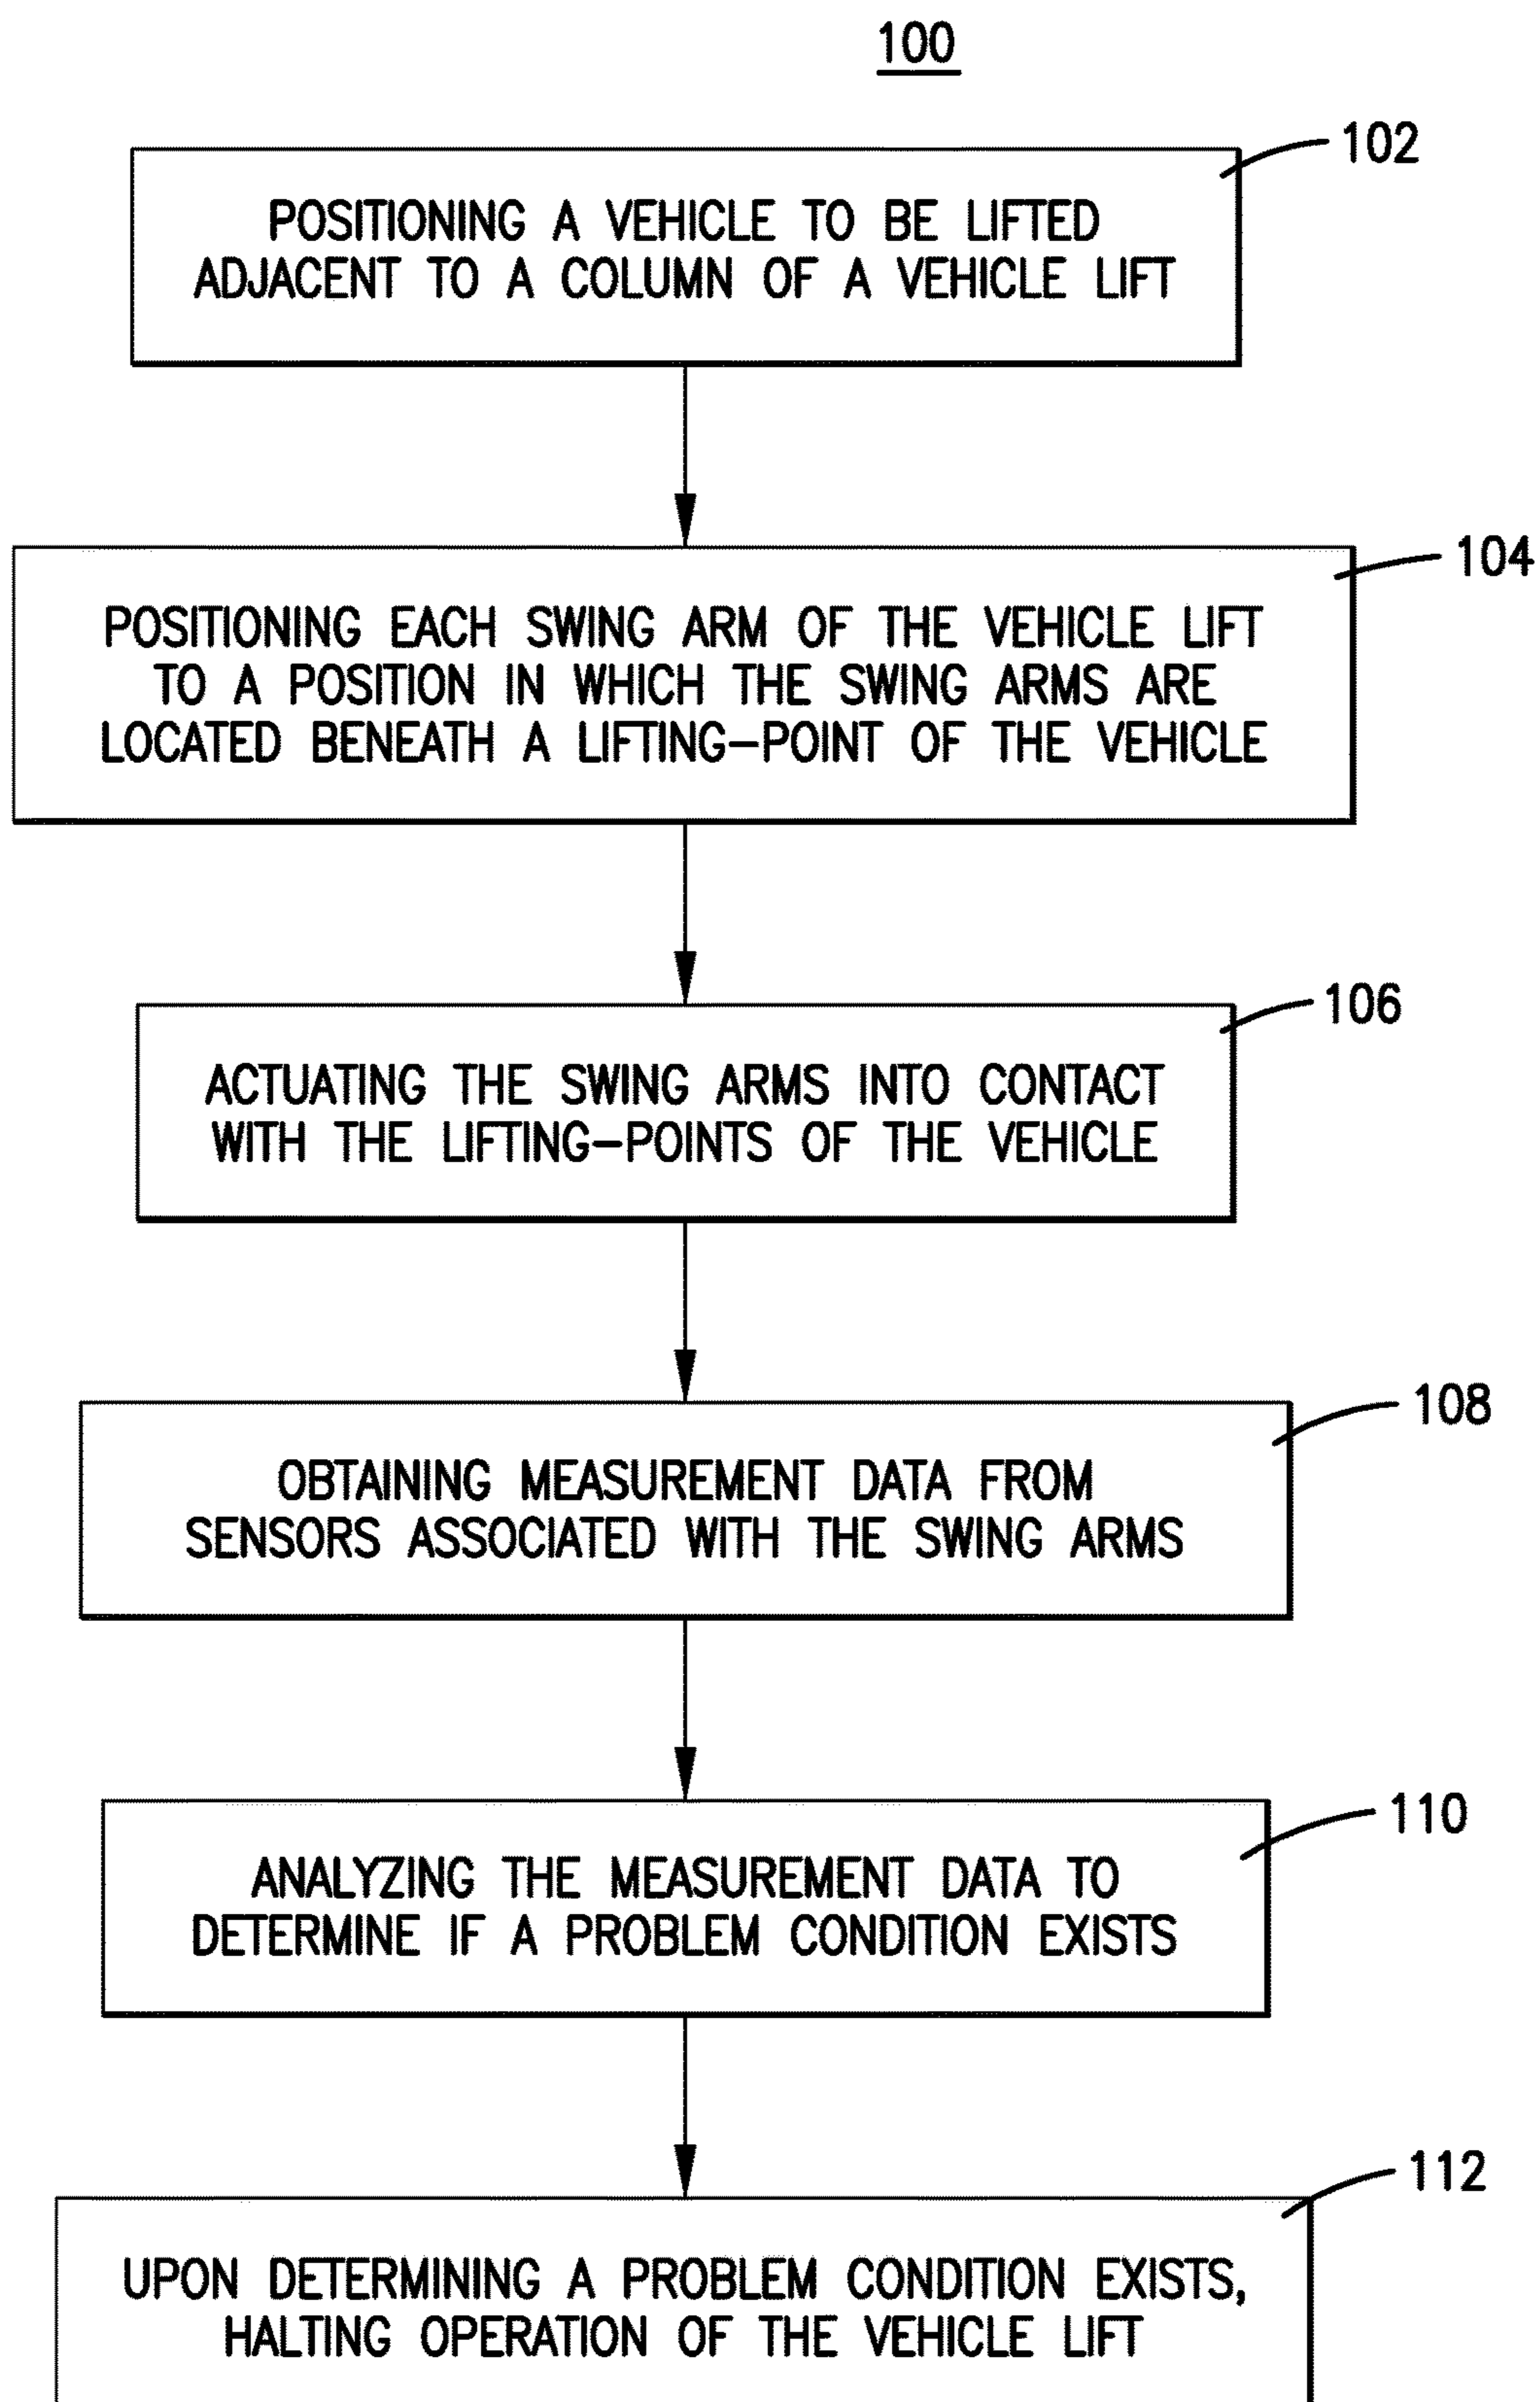 100
102
POSITIONING A VEHICLE TO BE LIFTED
ADJACENT TO A COLUMN OF A VEHICLE LIFT
104
POSITIONING EACH SWING ARM OF THE VEHICLE LIFT
TO A POSITION IN WHICH THE SWING ARMS ARE
LOCATED BENEATH A LIFTING-POINT OF THE VEHICLE
106
ACTUATING THE SWING ARMS INTO CONTACT
WITH THE LIFTING-POINTS OF THE VEHICLE
108
OBTAINING MEASUREMENT DATA FROM
SENSORS ASSOCIATED WITH THE SWING ARMS
110
ANALYZING THE MEASUREMENT DATA TO
DETERMINE IF A PROBLEM CONDITION EXISTS
112
UPON DETERMINING A PROBLEM CONDITION EXISTS,
HALTING OPERATION OF THE VEHICLE LIFT